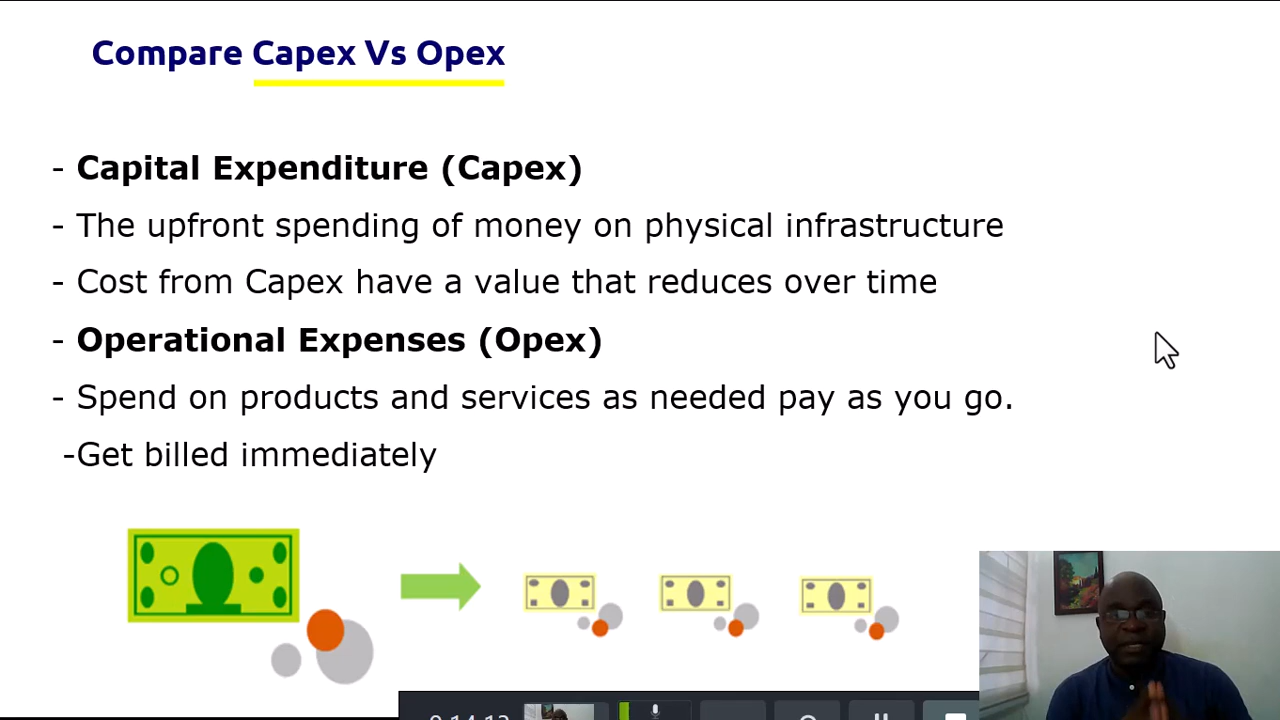 Compare Capex Vs Opex
- Capital Expenditure (Capex)
- The upfront spending of money on physical infrastructure
- Cost from Capex have a value that reduces over time
- Operational Expenses (Opex)
- Spend on products and services as needed pay as you go.
-Get billed immediately